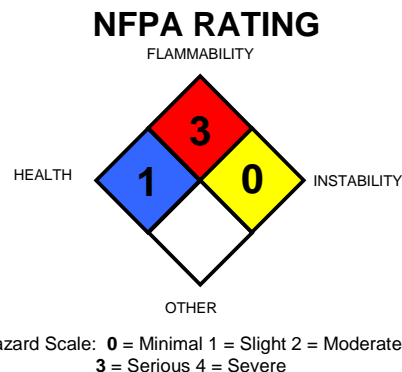 NFPA RATING
FLAMMABILITY
3
HEALTH 1 0 INSTABILITY
OTHER
azard Scale: 0 = Minimal 1 = Slight 2 = Moderate
3 = Serious 4 = Severe